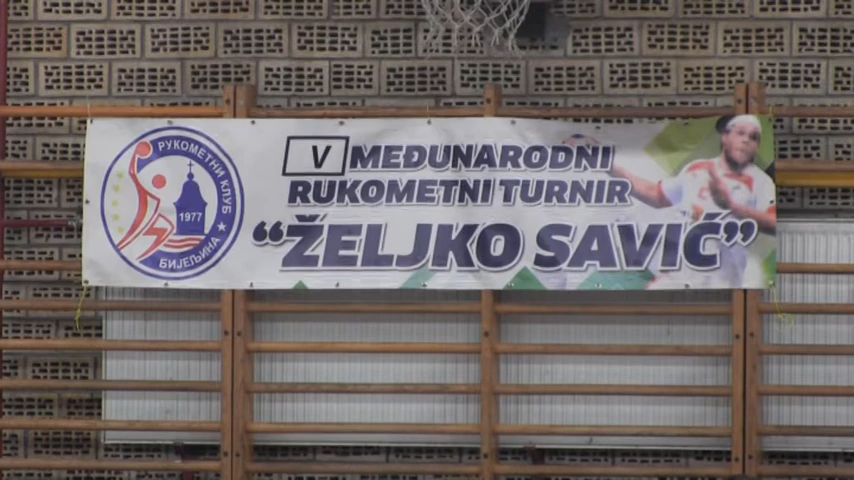 РУКОМЕТНИ КЛУБ
1977
БИЈЕЉИНА
V MEĐUNARODNI
RUKOMETNI TURNIR
“ŽELJKO SAVIĆ”